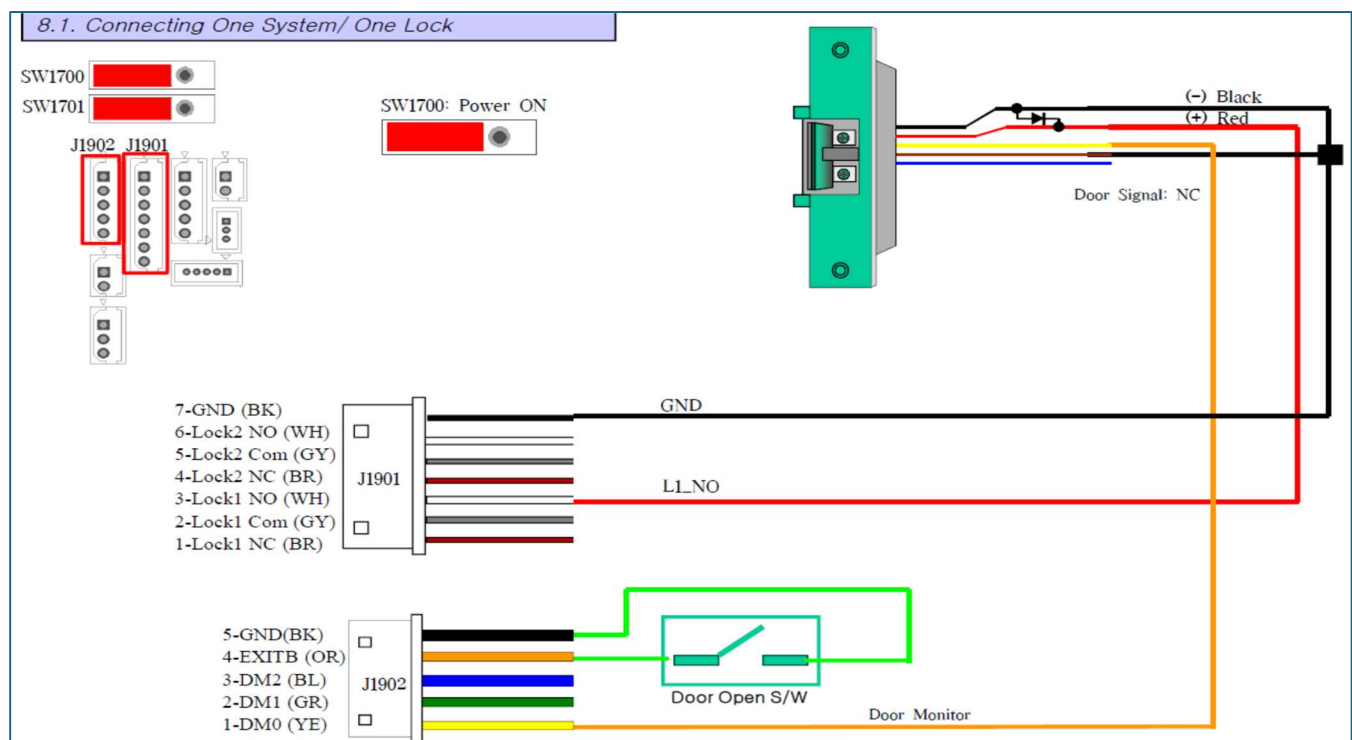 8.1. Connecting One System/ One Lock
SW1700
SW1701
SW1700: Power ON
J1902 J1901
(-) Black
(+) Red
Door Signal: NC
7-GND (BK)
6-Lock2 NO (WH)
5-Lock2 Com (GY)
4-Lock2 NC (BR)
3-Lock1 NO (WH)
2-Lock1 Com (GY)
1-Lock1 NC (BR)
J1901
GND
L1_NO
5-GND(BK)
4-EXITB (OR)
3-DM2 (BL)
2-DM1 (GR)
1-DM0 (YE)
J1902
Door Open S/W
Door Monitor